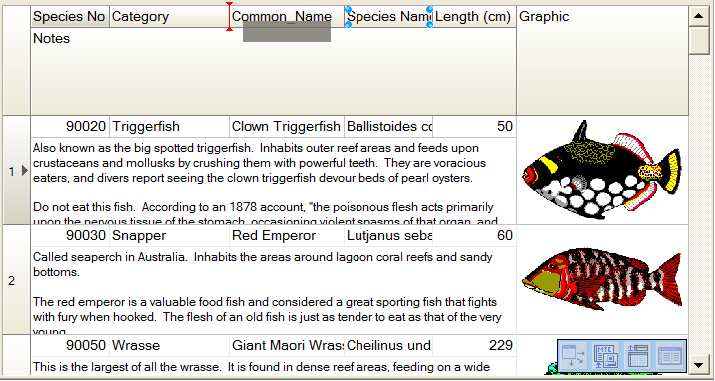 Species No Category Common_Name Species Name Length (cm) Graphic
Notes
90020 Triggerfish Clown Triggerfish Ballistoides co 50
1
Also known as the big spotted triggerfish. Inhabits outer reef areas and feeds upon
crustaceans and mollusks by crushing them with powerful teeth. They are voracious
eaters, and divers report seeing the clown triggerfish devour beds of pearl oysters.
Do not eat this fish. According to an 1878 account, "the poisonous flesh acts primarily
upon the nervous tissue of the stomach, occasioning violent spasms of that organ, and
90030 Snapper Red Emperor Lutjanus seba 60
2
Called seaperch in Australia. Inhabits the areas around lagoon coral reefs and sandy
bottoms.
The red emperor is a valuable food fish and considered a great sporting fish that fights
with fury when hooked. The flesh of an old fish is just as tender to eat as that of the very
young.
90050 Wrasse Giant Maori Wrass Cheilinus und 229
This is the largest of all the wrasse. It is found in dense reef areas, feeding on a wide
MTE